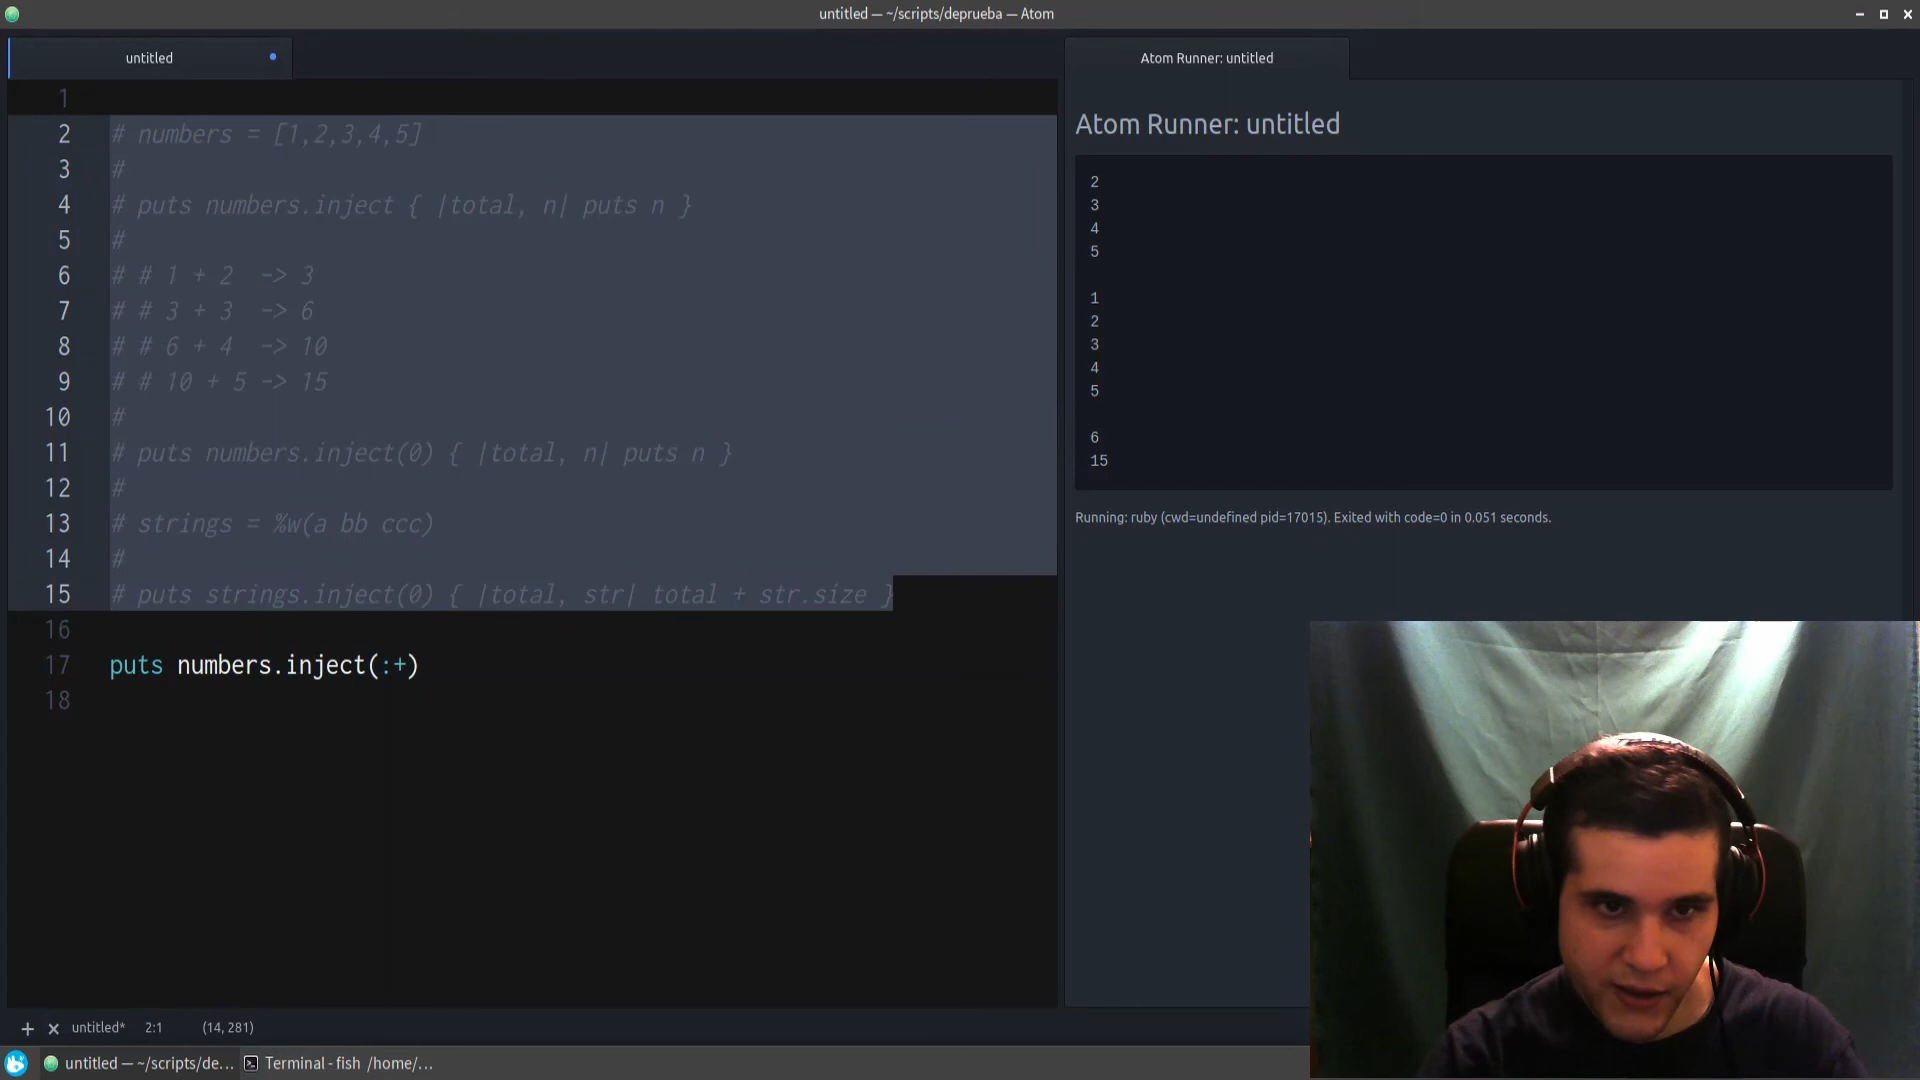 untitled — ~/scripts/deprueba — Atom
untitled
Atom Runner: untitled
1
2 # numbers = [1,2,3,4,5]
3 #
4 # puts numbers.inject { |total, n| puts n }
5 #
6 # # 1 + 2  -> 3
7 # # 3 + 3  -> 6
8 # # 6 + 4  -> 10
9 # # 10 + 5 -> 15
10 #
11 # puts numbers.inject(0) { |total, n| puts n }
12 #
13 # strings = %w(a bb ccc)
14 #
15 # puts strings.inject(0) { |total, str| total + str.size }
16
17 puts numbers.inject(:+)
18
Atom Runner: untitled
2
3
4
5
1
2
3
4
5
6
15
Running: ruby (cwd=undefined pid=17015). Exited with code=0 in 0.051 seconds.
untitled* 2:1 (14, 281)
untitled — ~/scripts/de... Terminal - fish /home/...